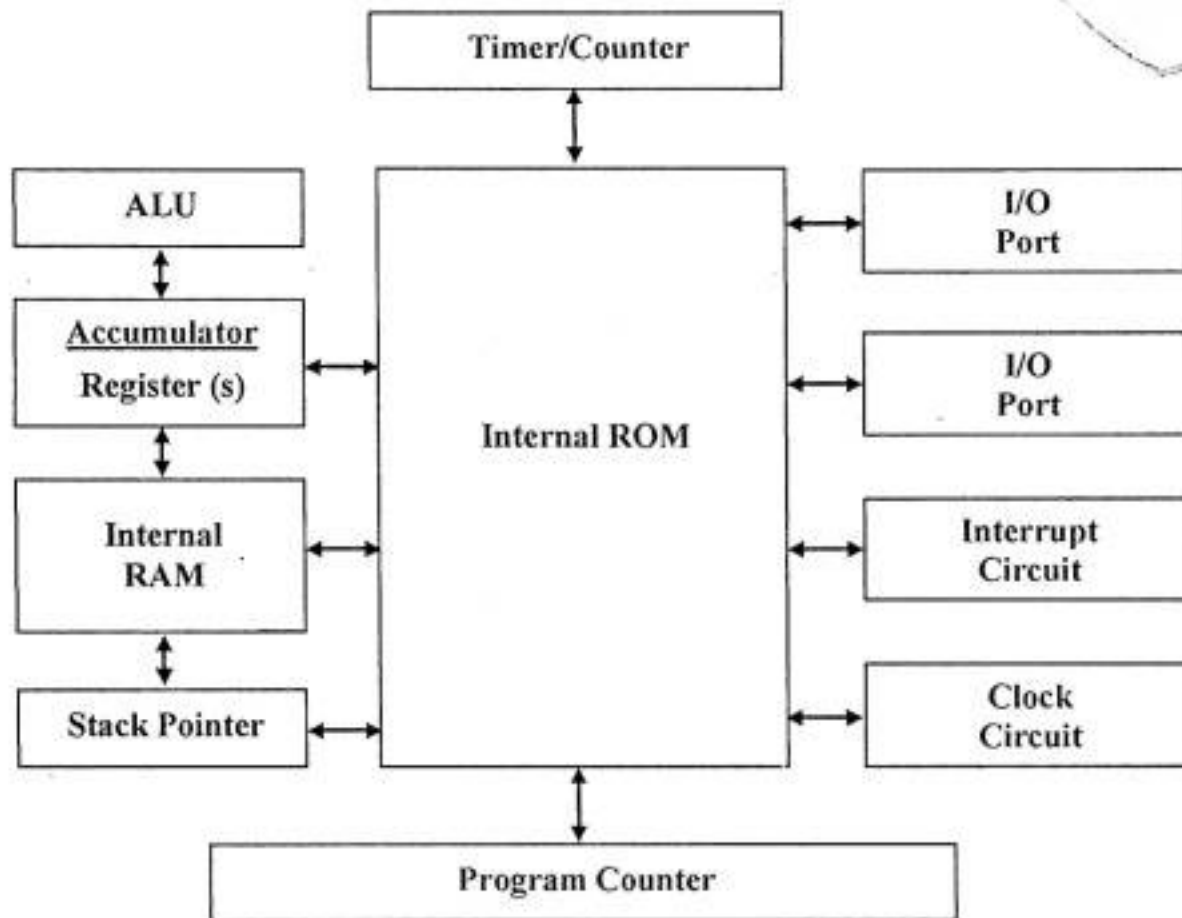 Timer/Counter
ALU
Accumulator
Register (s)
Internal
RAM
Stack Pointer
Internal ROM
I/O
Port
I/O
Port
Interrupt
Circuit
Clock
Circuit
Program Counter